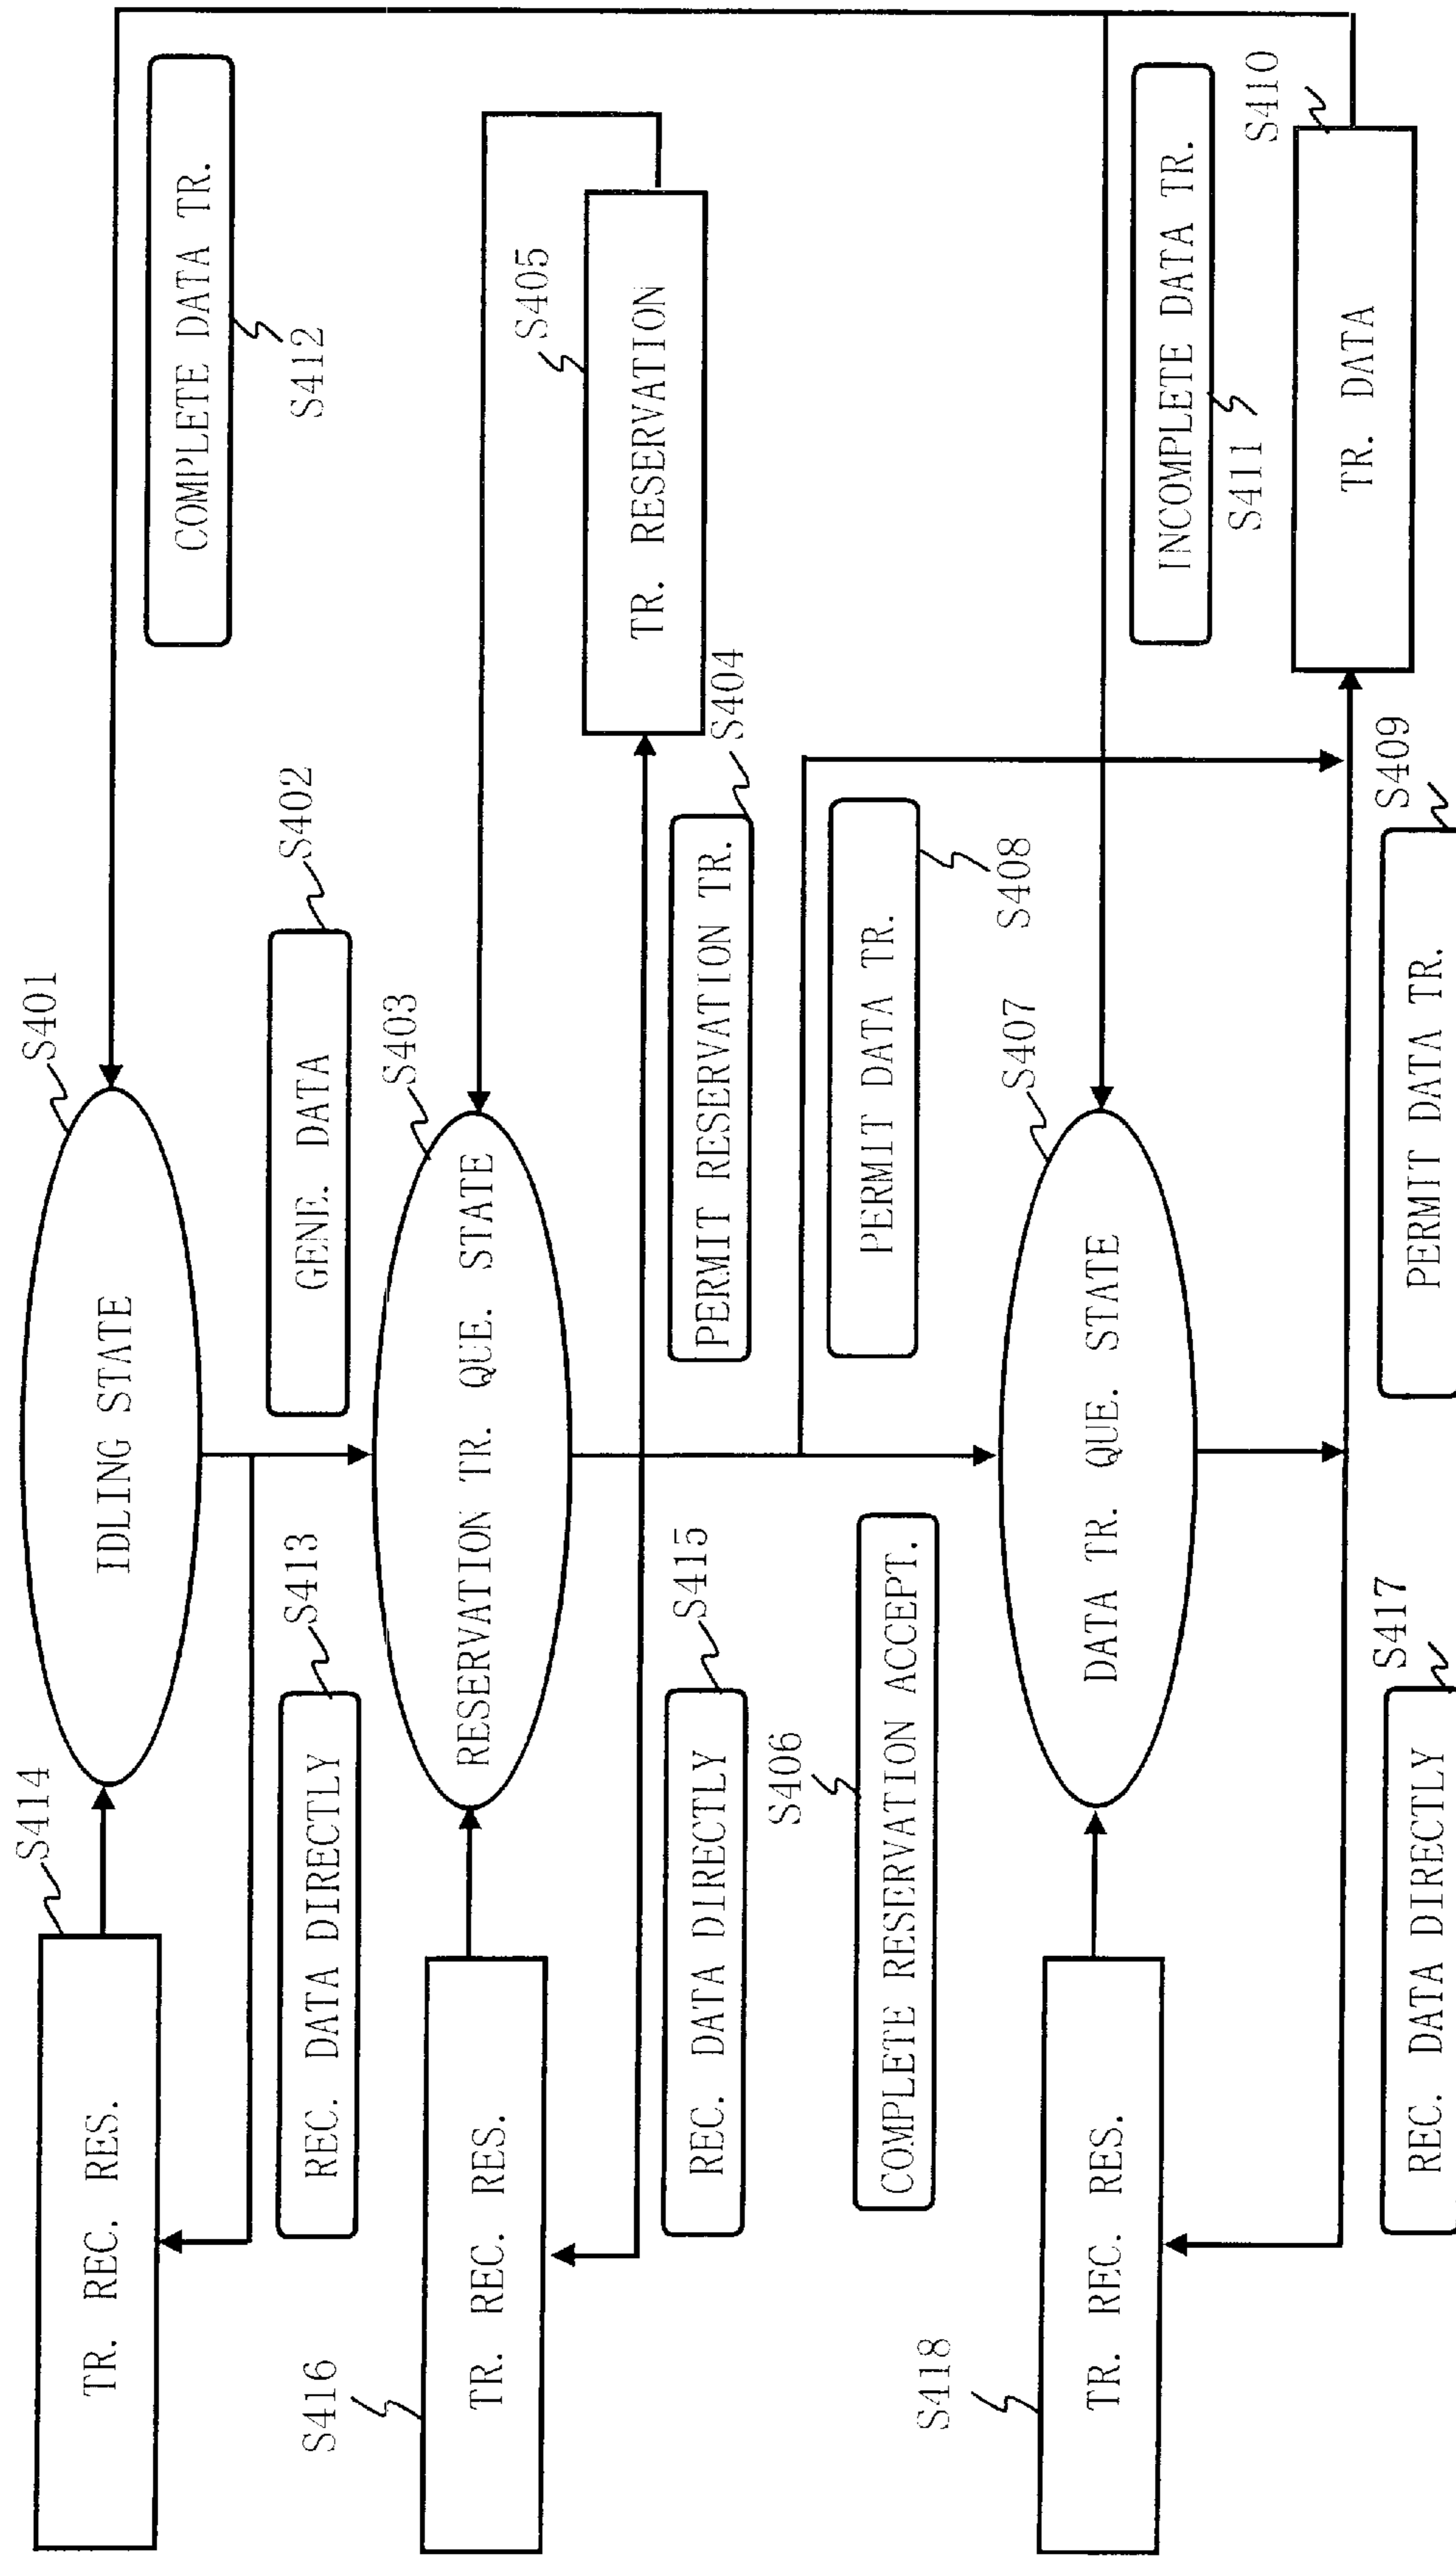 S414
TR. REC. RES.
IDLING STATE
S401
COMPLETE DATA TR.
S412
REC. DATA DIRECTLY
S413
GENE. DATA
S402
S416
TR. REC. RES.
RESERVATION TR. QUE. STATE
S403
TR. RESERVATION
S405
REC. DATA DIRECTLY
S415
PERMIT RESERVATION TR.
S404
S406
COMPLETE RESERVATION ACCEPT.
PERMIT DATA TR.
S408
S418
TR. REC. RES.
DATA TR. QUE. STATE
S407
INCOMPLETE DATA TR.
S411
TR. DATA
S410
REC. DATA DIRECTLY
S417
PERMIT DATA TR.
S409